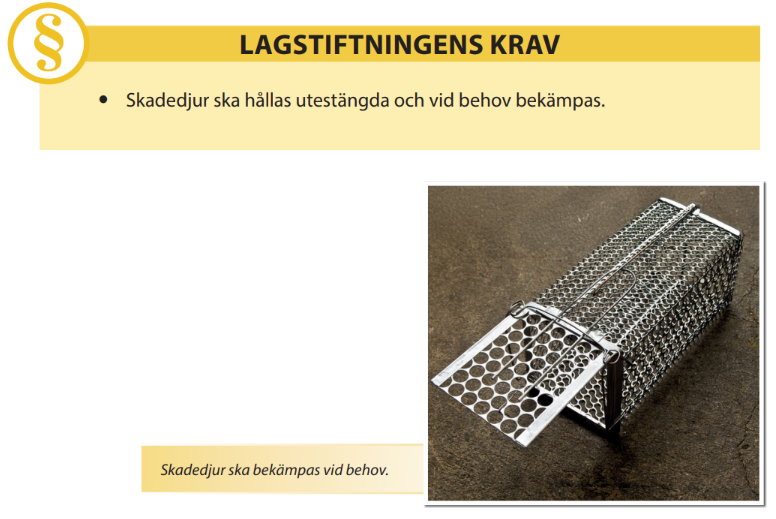 §
LAGSTIFTNINGENS KRAV
• Skadedjur ska hållas utestängda och vid behov bekämpas.
Skadedjur ska bekämpas vid behov.